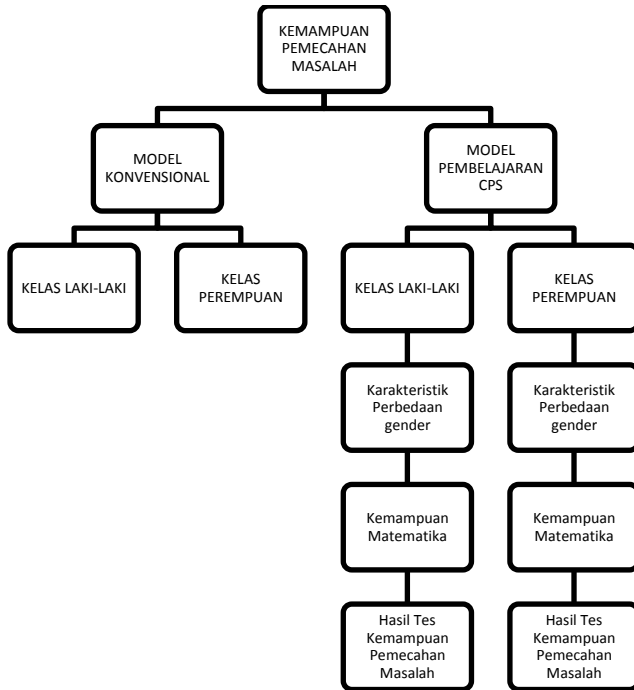 KEMAMPUAN
PEMECAHAN
MASALAH
MODEL
KONVENSIONAL
MODEL
PEMBELAJARAN
CPS
KELAS LAKI-LAKI
KELAS
PEREMPUAN
KELAS LAKI-LAKI
KELAS
PEREMPUAN
Karakteristik
Perbedaan
gender
Karakteristik
Perbedaan
gender
Kemampuan
Matematika
Kemampuan
Matematika
Hasil Tes
Kemampuan
Pemecahan
Masalah
Hasil Tes
Kemampuan
Pemecahan
Masalah